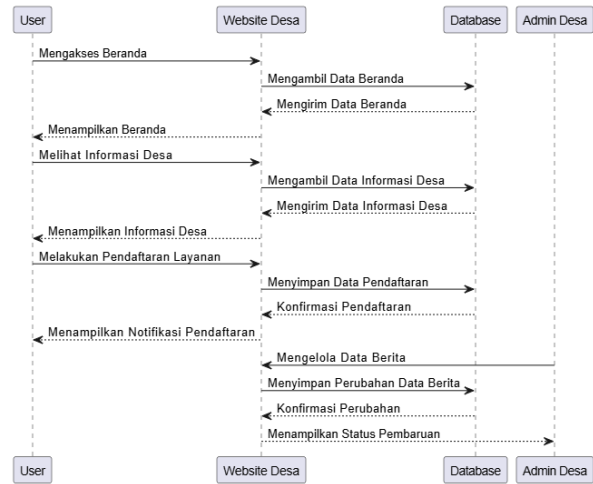 User
Website Desa
Database
Admin Desa
Mengakses Beranda
Mengambil Data Beranda
Mengirim Data Beranda
Menampilkan Beranda
Melihat Informasi Desa
Mengambil Data Informasi Desa
Mengirim Data Informasi Desa
Menampilkan Informasi Desa
Melakukan Pendaftaran Layanan
Menyimpan Data Pendaftaran
Konfirmasi Pendaftaran
Menampilkan Notifikasi Pendaftaran
Mengelola Data Berita
Menyimpan Perubahan Data Berita
Konfirmasi Perubahan
Menampilkan Status Pembaruan
User
Website Desa
Database
Admin Desa